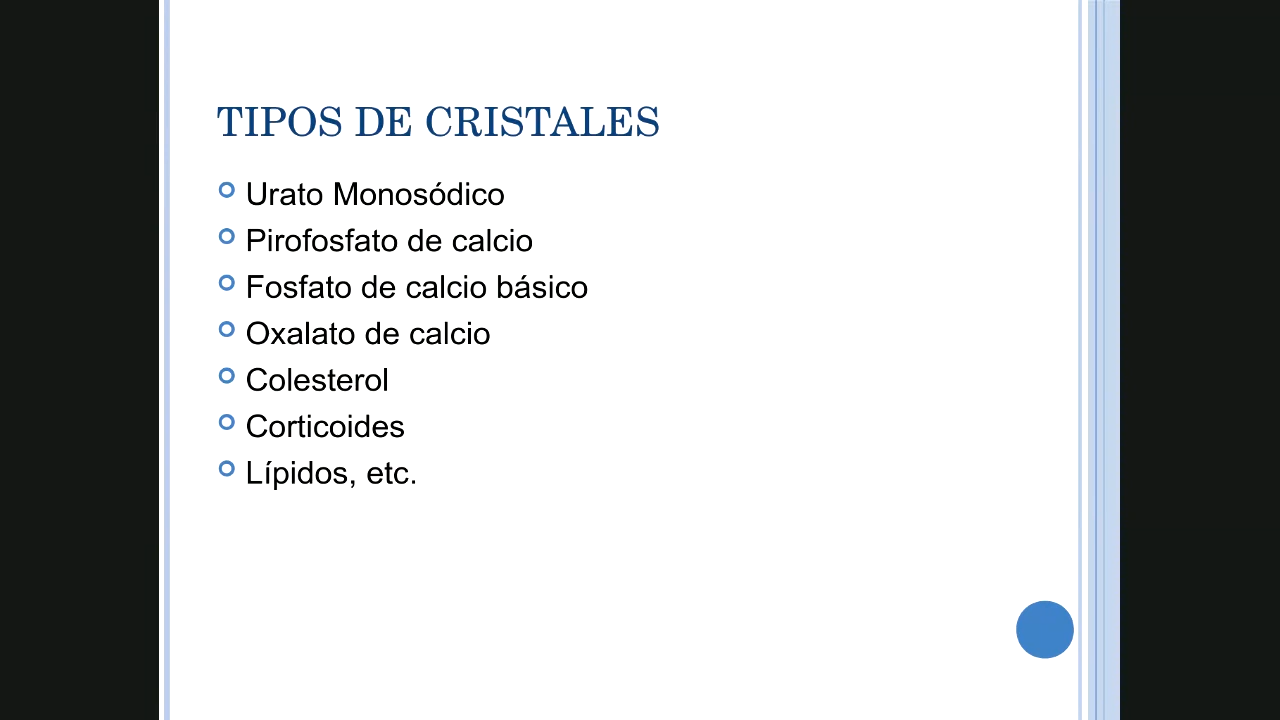 TIPOS DE CRISTALES
Urato Monosódico
Pirofosfato de calcio
Fosfato de calcio básico
Oxalato de calcio
Colesterol
Corticoides
Lípidos, etc.